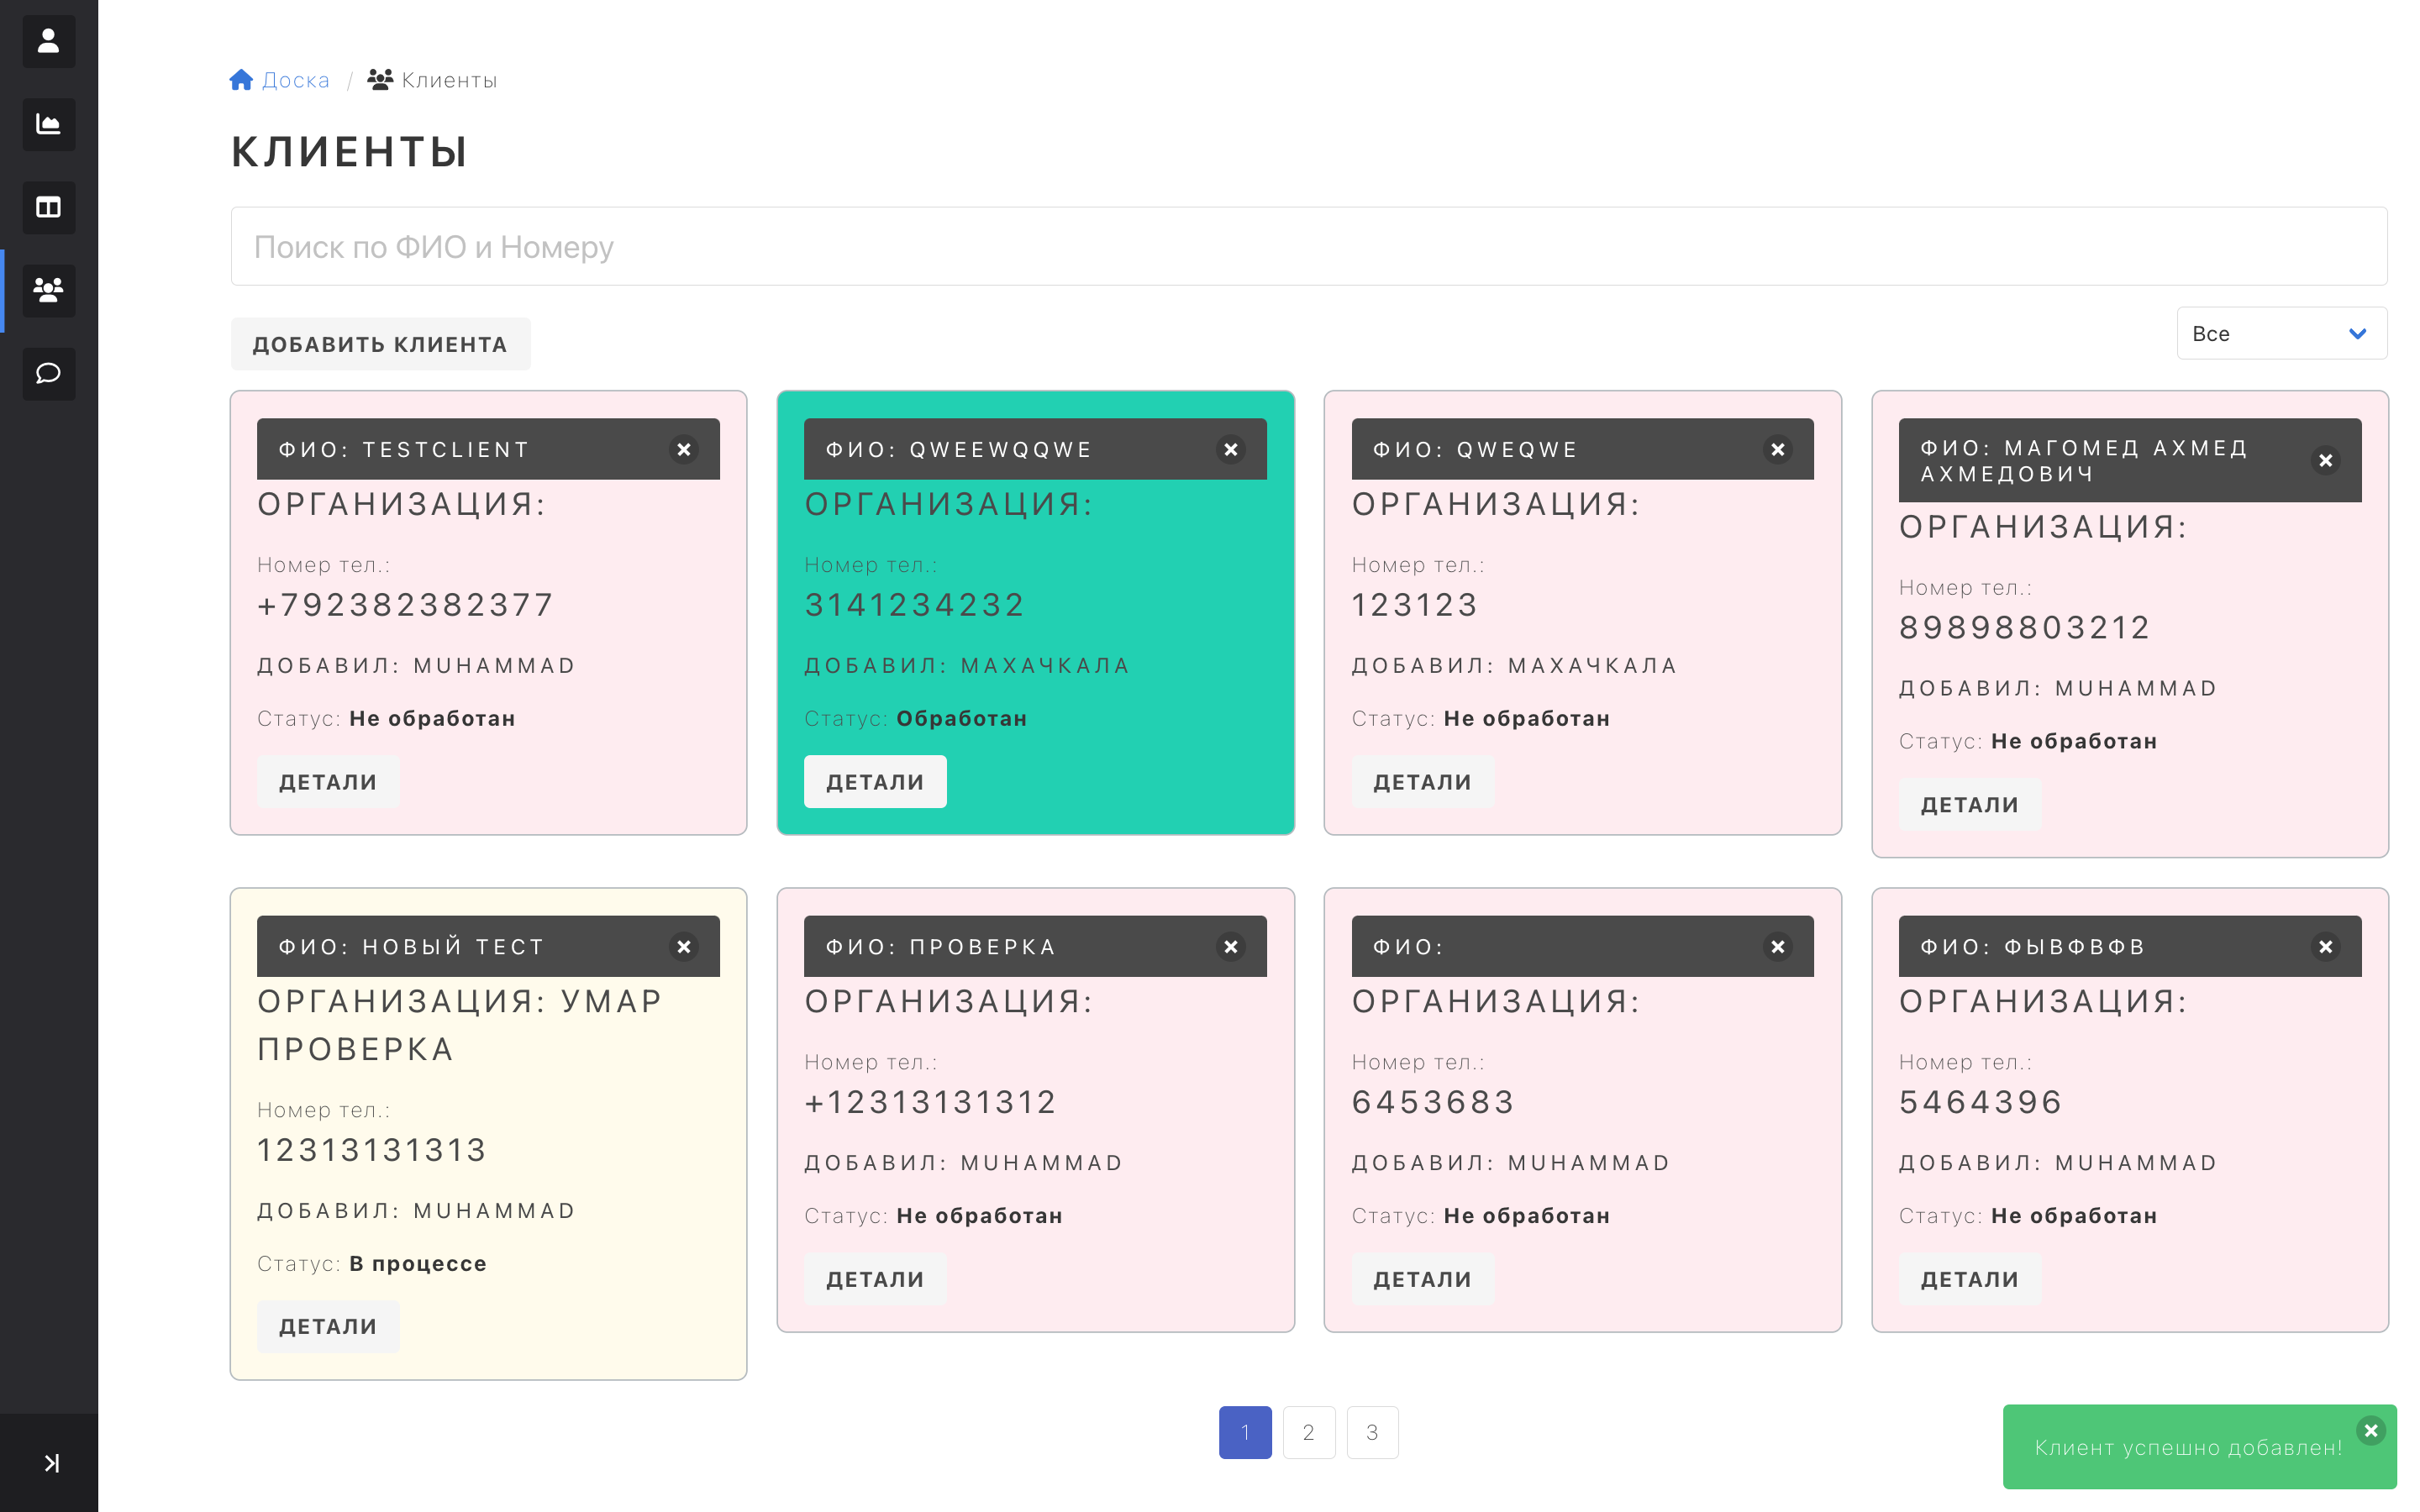 Доска / Клиенты
КЛИЕНТЫ
Поиск по ФИО и Номеру
ДОБАВИТЬ КЛИЕНТА
Все
ФИО: TESTCLIENT
ОРГАНИЗАЦИЯ:
Номер тел.:
+792382382377
ДОБАВИЛ: MUHAMMAD
Статус: Не обработан
ДЕТАЛИ
ФИО: QWEEWQQWE
ОРГАНИЗАЦИЯ:
Номер тел.:
3141234232
ДОБАВИЛ: МАХАЧКАЛА
Статус: Обработан
ДЕТАЛИ
ФИО: QWEQWE
ОРГАНИЗАЦИЯ:
Номер тел.:
123123
ДОБАВИЛ: МАХАЧКАЛА
Статус: Не обработан
ДЕТАЛИ
ФИО: МАГОМЕД АХМЕД
АХМЕДОВИЧ
ОРГАНИЗАЦИЯ:
Номер тел.:
89898803212
ДОБАВИЛ: MUHAMMAD
Статус: Не обработан
ДЕТАЛИ
ФИО: НОВЫЙ ТЕСТ
ОРГАНИЗАЦИЯ: УМАР
ПРОВЕРКА
Номер тел.:
12313131313
ДОБАВИЛ: MUHAMMAD
Статус: В процессе
ДЕТАЛИ
ФИО: ПРОВЕРКА
ОРГАНИЗАЦИЯ:
Номер тел.:
+12313131312
ДОБАВИЛ: MUHAMMAD
Статус: Не обработан
ДЕТАЛИ
ФИО:
ОРГАНИЗАЦИЯ:
Номер тел.:
6453683
ДОБАВИЛ: MUHAMMAD
Статус: Не обработан
ДЕТАЛИ
ФИО: ФЫВФВФВ
ОРГАНИЗАЦИЯ:
Номер тел.:
5464396
ДОБАВИЛ: MUHAMMAD
Статус: Не обработан
ДЕТАЛИ
1 2 3
Клиент успешно добавлен!